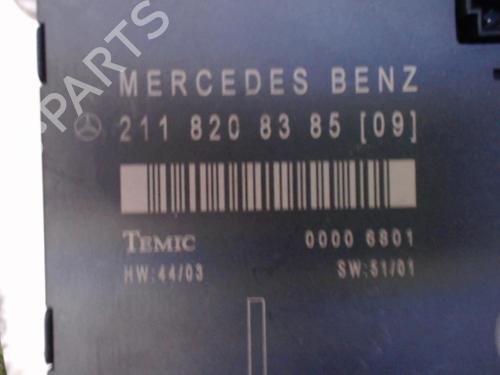 MERCEDES BENZ
211 820 83 85 [09]
TEMIC 0000 6801
HW:44/03 SW:51/01
B-PARTS